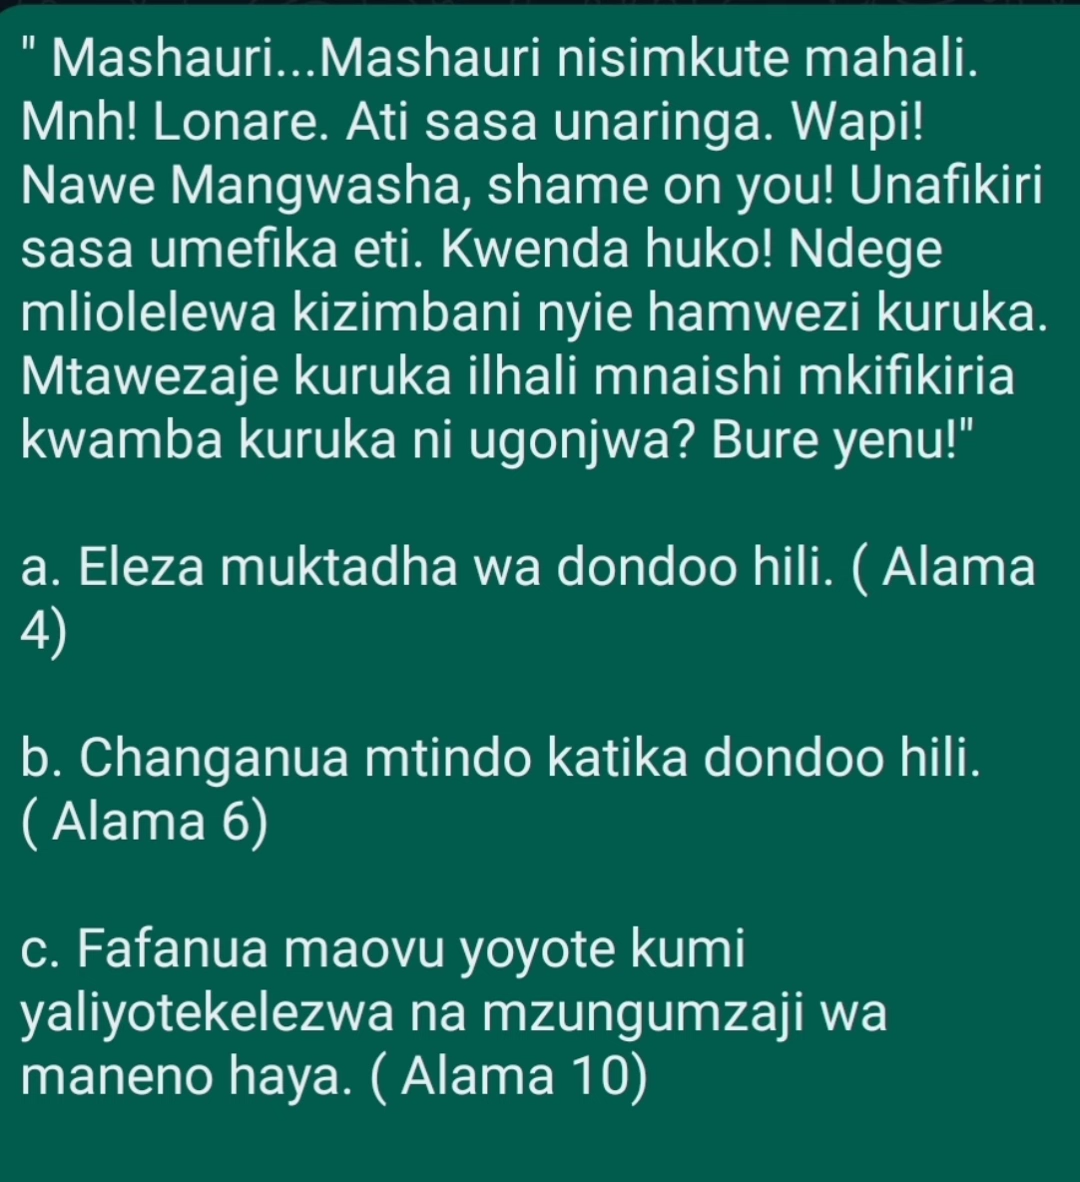 " Mashauri...Mashauri nisimkute mahali.
Mnh! Lonare. Ati sasa unaringa. Wapi!
Nawe Mangwasha, shame on you! Unafikiri
sasa umefika eti. Kwenda huko! Ndege
mliolelewa kizimbani nyie hamwezi kuruka.
Mtawezaje kuruka ilhali mnaishi mkifikiria
kwamba kuruka ni ugonjwa? Bure yenu!"
a. Eleza muktadha wa dondoo hili. ( Alama
4)
b. Changanua mtindo katika dondoo hili.
( Alama 6)
c. Fafanua maovu yoyote kumi
yaliyotekelezwa na mzungumzaji wa
maneno haya. ( Alama 10)